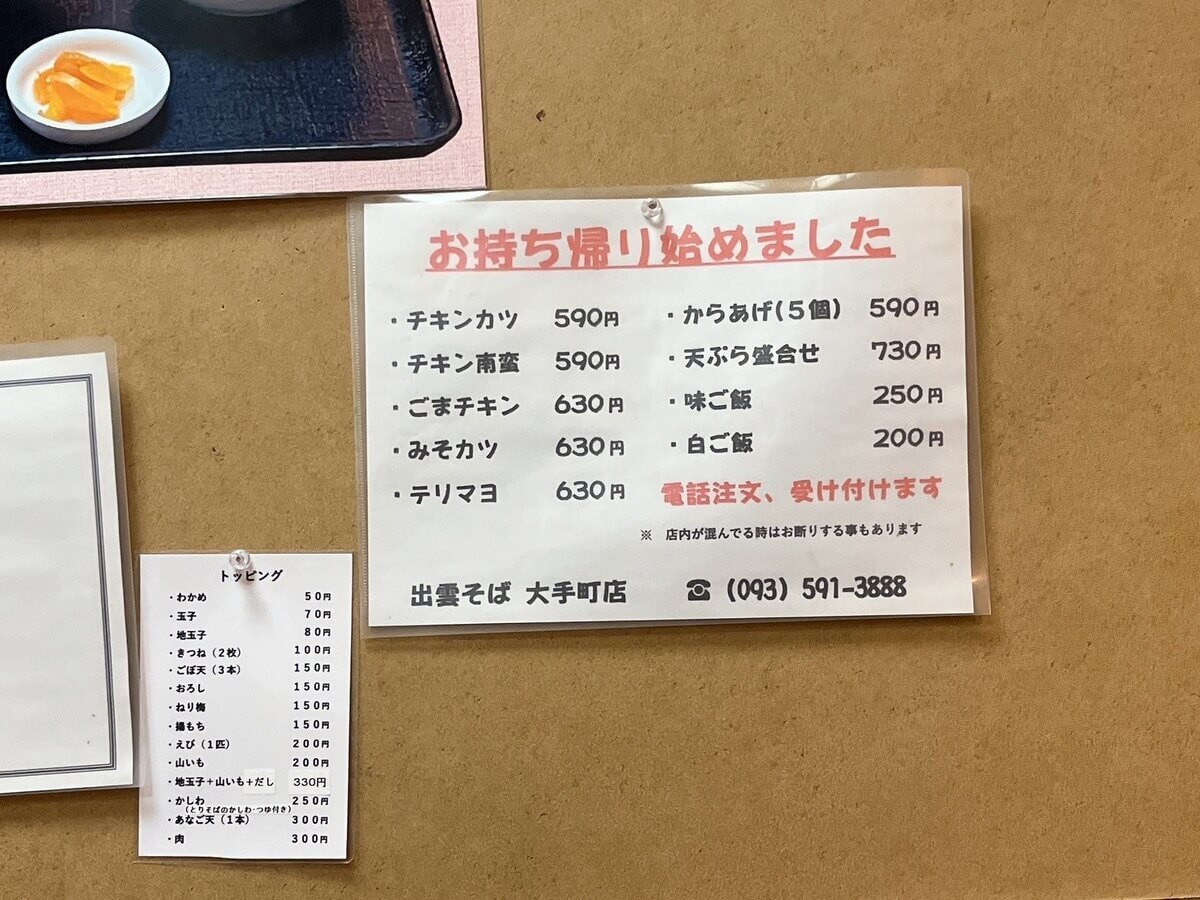 お持ち帰り始めました
・チキンカツ 590円
・チキン南蛮 590円
・ごまチキン 630円
・みそカツ 630円
・テリマヨ 630円
・からあげ(5個) 590円
・天ぷら盛合せ 730円
・味ご飯 250円
・白ご飯 200円
電話注文、受け付けます
※ 店内が混んでる時はお断りする事もあります
出雲そば 大手町店 ☎ (093) 591-3888
トッピング
・わかめ 50円
・玉子 70円
・地玉子 80円
・きつね(2枚) 100円
・ごぼ天(3本) 150円
・おろし 150円
・ねり梅 150円
・揚もち 150円
・えび(1匹) 200円
・山いも 200円
・地玉子+山いも+だし 330円
・かしわ 250円
(とりそばのかしわ・つゆ付き)
・あなご天(1本) 300円
・肉 300円